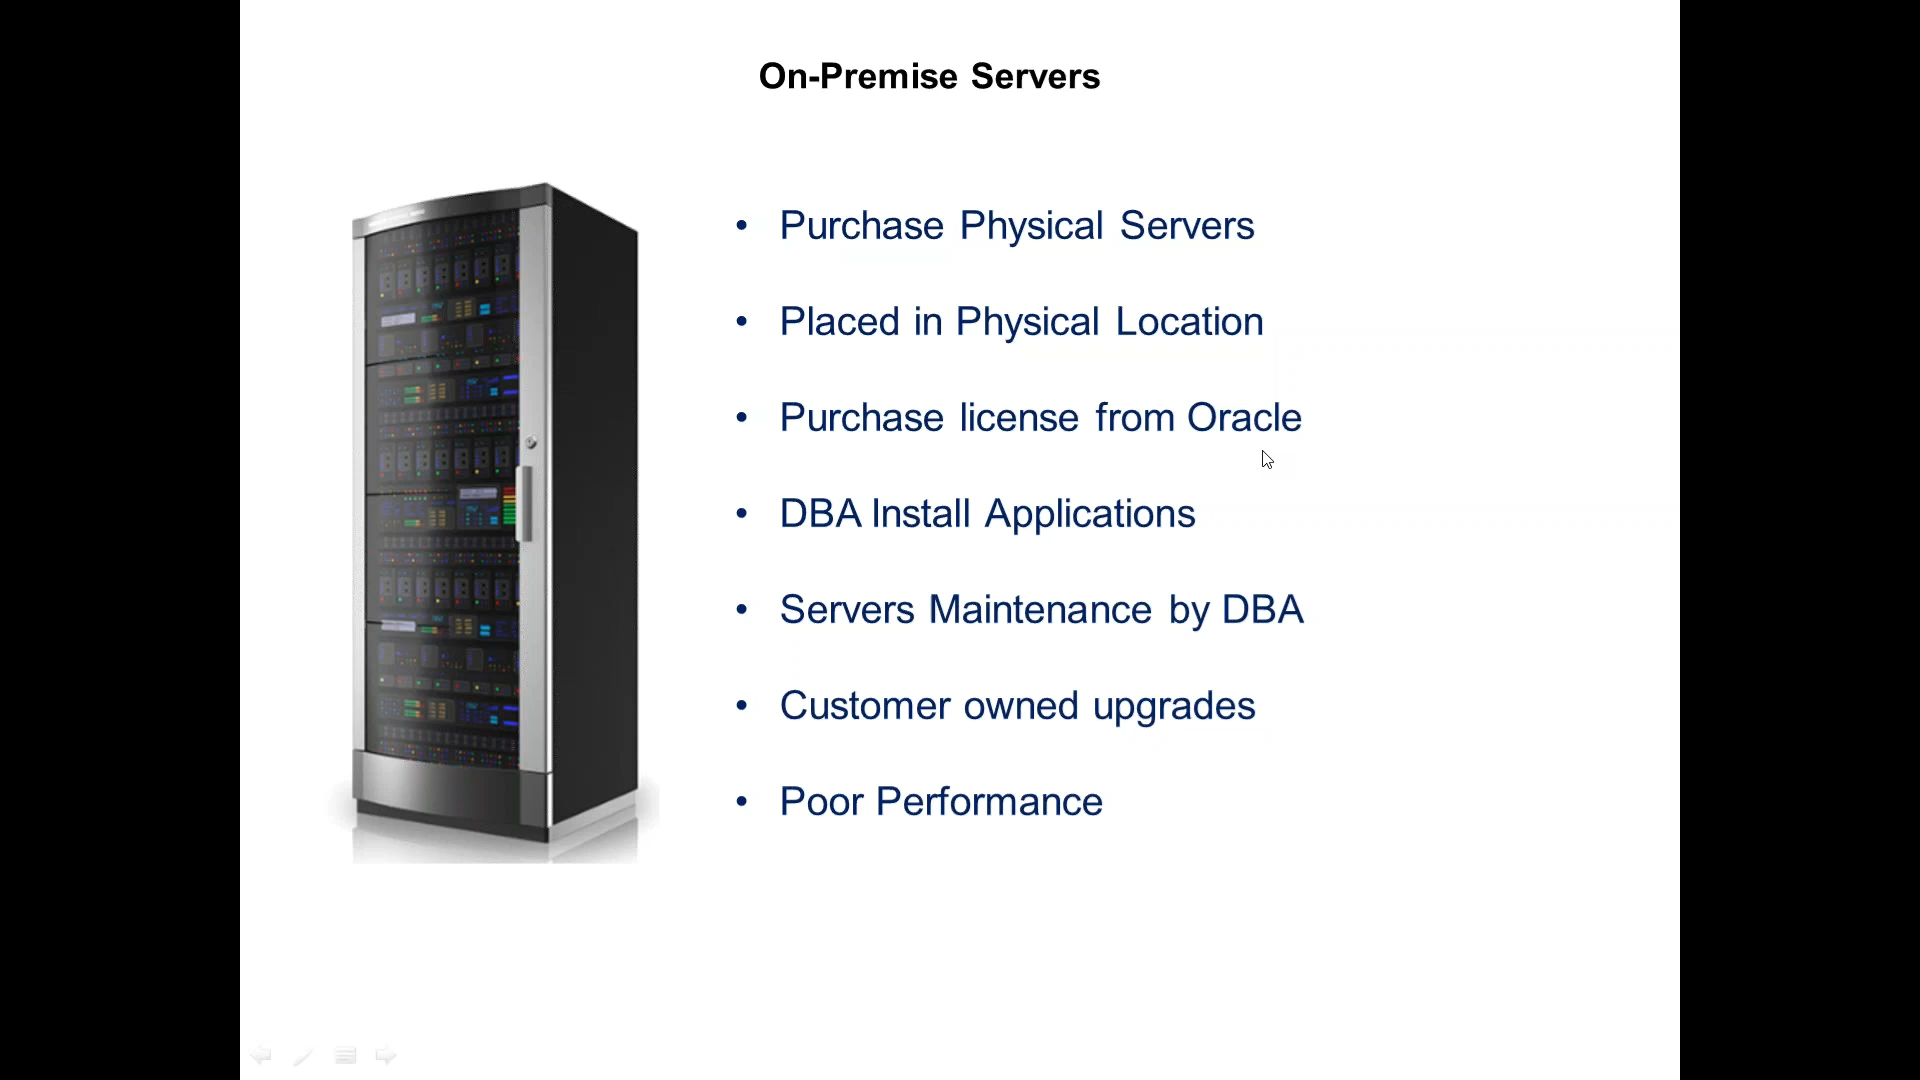 On-Premise Servers
• Purchase Physical Servers
• Placed in Physical Location
• Purchase license from Oracle
• DBA Install Applications
• Servers Maintenance by DBA
• Customer owned upgrades
• Poor Performance